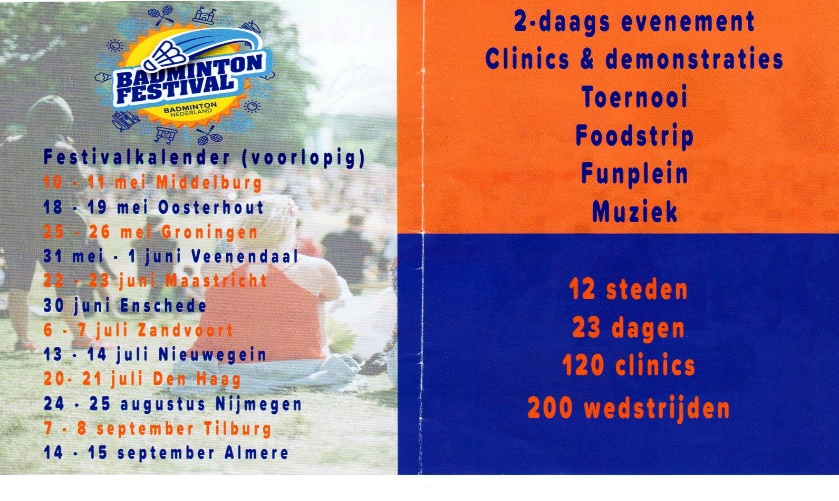 BADMINTON
FESTIVAL
BADMINTON
NEDERLAND
Festivalkalender (voorlopig)
10 - 11 mei Middelburg
18 - 19 mei Oosterhout
25 - 26 mei Groningen
31 mei - 1 juni Veenendaal
22 - 23 juni Maastricht
30 juni Enschede
6 - 7 juli Zandvoort
13 - 14 juli Nieuwegein
20- 21 juli Den Haag
24 - 25 augustus Nijmegen
7 - 8 september Tilburg
14 - 15 september Almere
2-daags evenement
Clinics & demonstraties
Toernooi
Foodstrip
Funplein
Muziek
12 steden
23 dagen
120 clinics
200 wedstrijden